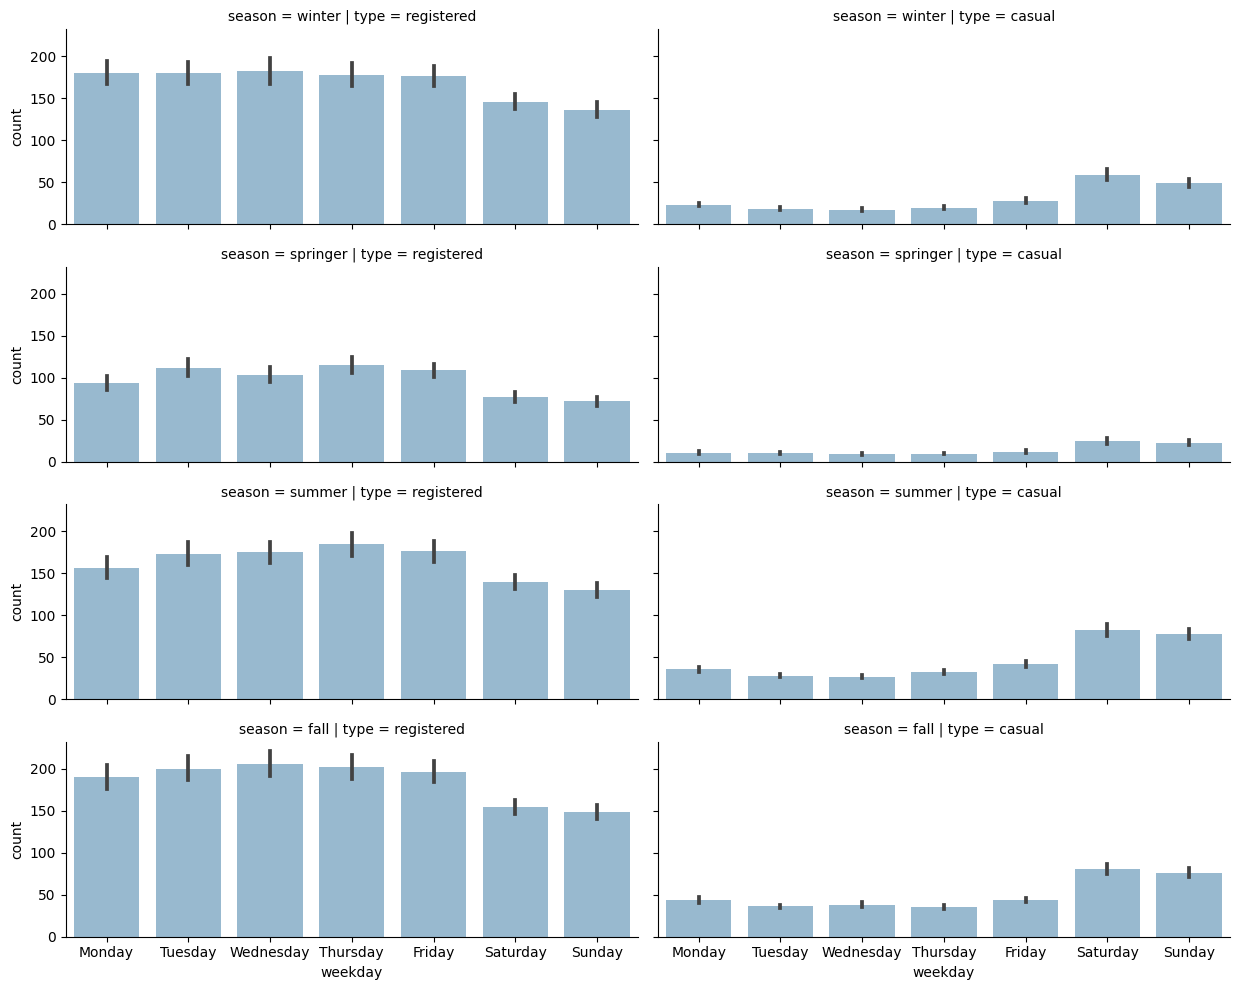 season = winter | type = registered
season = winter | type = casual
200
150
100
50
0
count
season = springer | type = registered
season = springer | type = casual
200
150
100
50
0
count
season = summer | type = registered
season = summer | type = casual
200
150
100
50
0
count
season = fall | type = registered
season = fall | type = casual
200
150
100
50
0
count
Monday Tuesday Wednesday Thursday Friday Saturday Sunday
weekday
Monday Tuesday Wednesday Thursday Friday Saturday Sunday
weekday